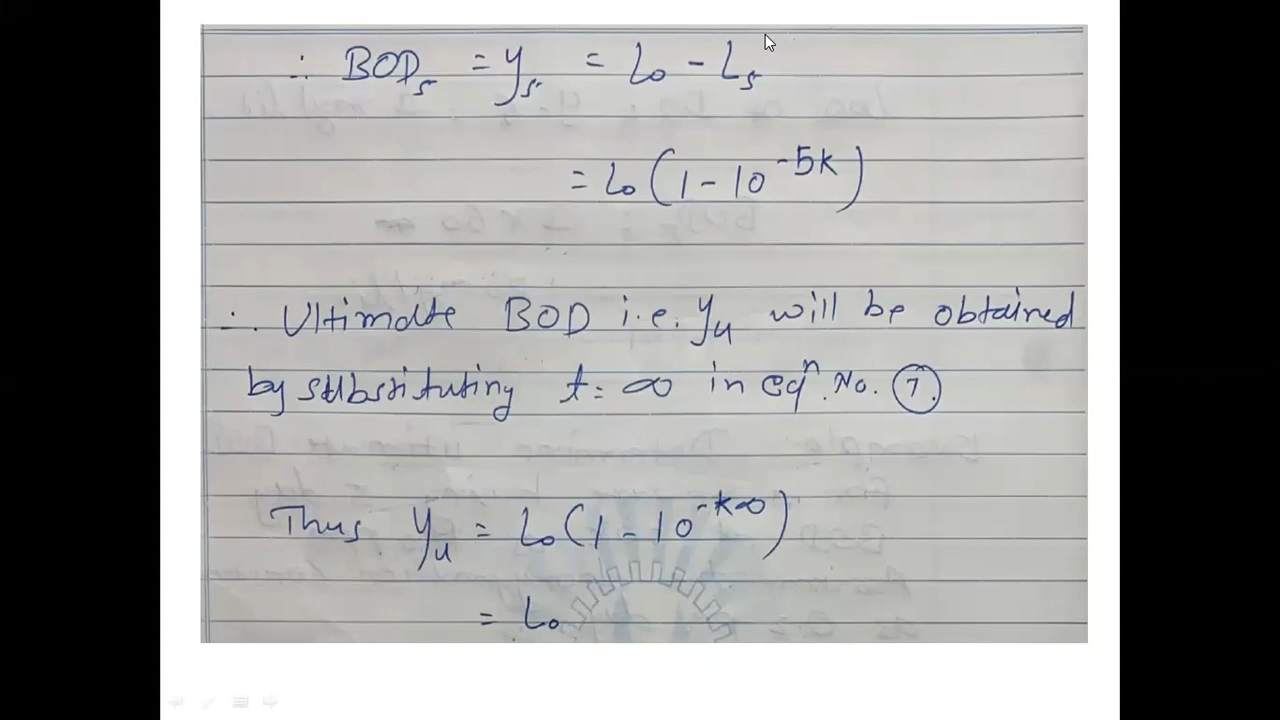 ∴ BOD₅ = y₅ = L₀ - L₅
= L₀ (1 - 10⁻⁵ᵏ)
∴ Ultimate BOD i.e. yᵤ will be obtained
by substituting t = ∞ in eqⁿ. No. 7.
Thus yᵤ = L₀ (1 - 10^-k∞)
= L₀